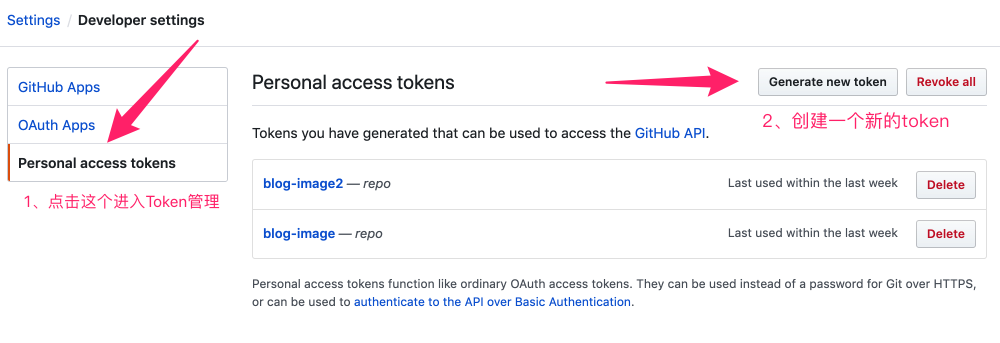 Settings / Developer settings
GitHub Apps
OAuth Apps
Personal access tokens
1、点击这个进入Token管理
Personal access tokens
Generate new token
Revoke all
2、创建一个新的token
Tokens you have generated that can be used to access the GitHub API.
blog-image2 — repo
Last used within the last week
Delete
blog-image — repo
Last used within the last week
Delete
Personal access tokens function like ordinary OAuth access tokens. They can be used instead of a password for Git over HTTPS,
or can be used to authenticate to the API over Basic Authentication.